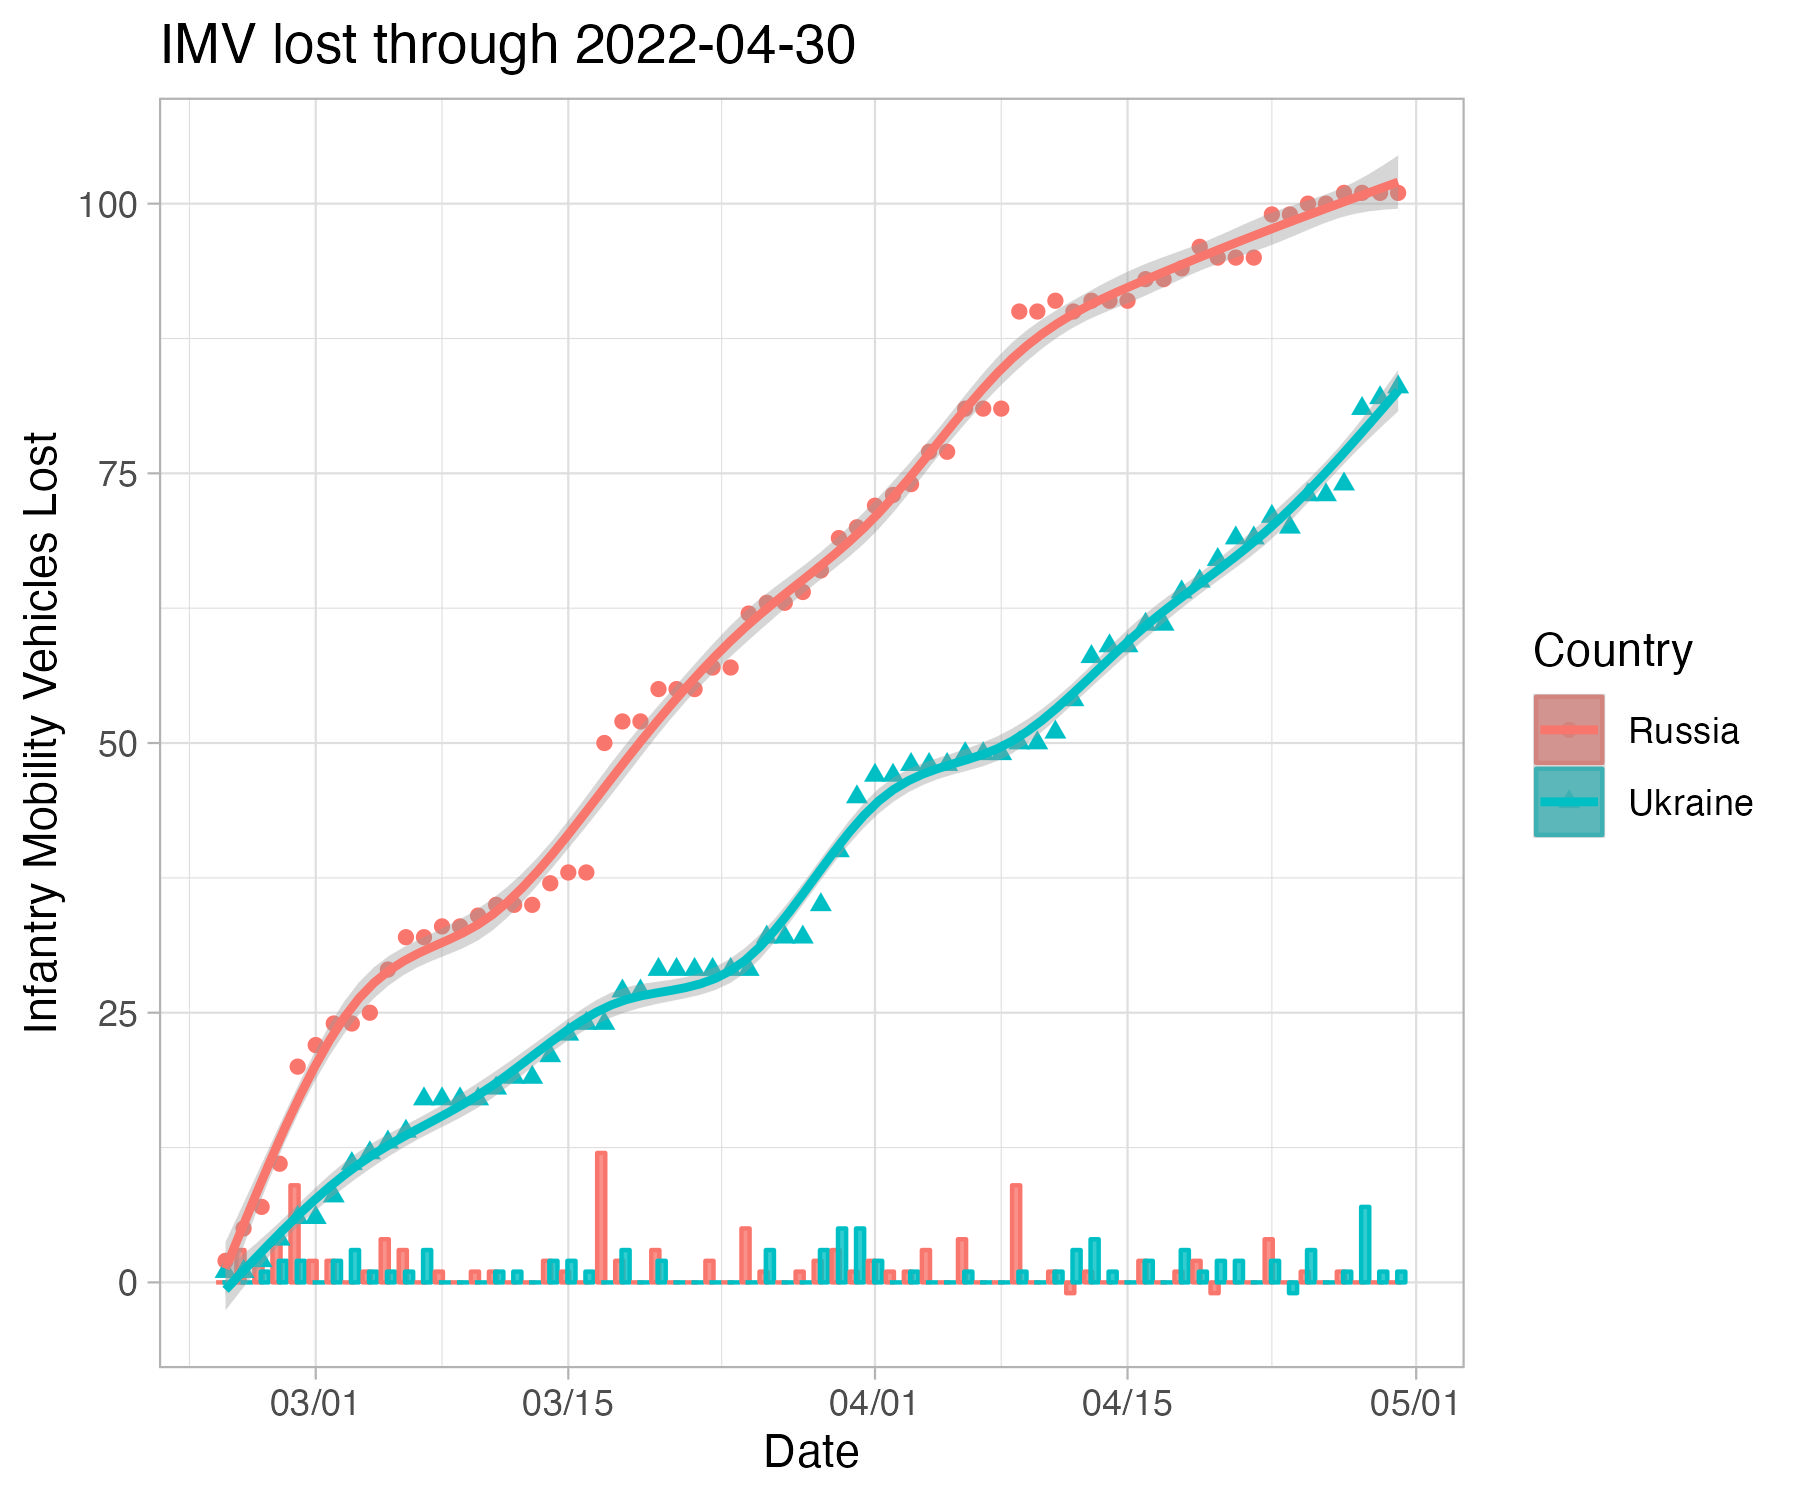 IMV lost through 2022-04-30
Infantry Mobility Vehicles Lost
100
75
50
25
0
03/01 03/15 04/01 04/15 05/01
Date
Country
Russia
Ukraine